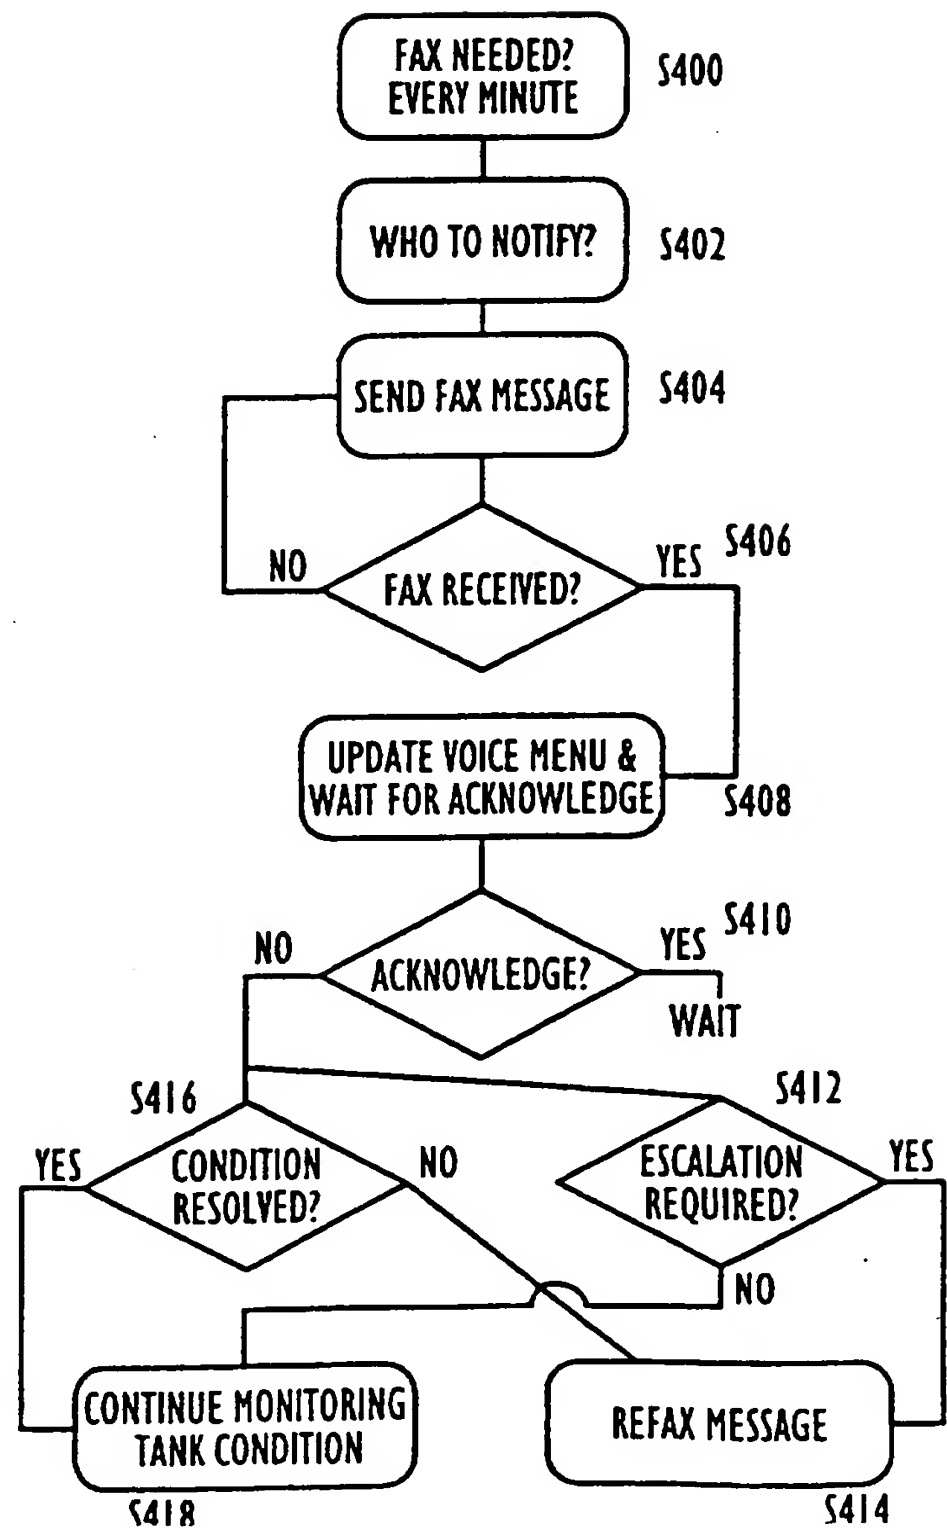 FAX NEEDED?
EVERY MINUTE
S400
WHO TO NOTIFY?
S402
SEND FAX MESSAGE
S404
S406
NO
YES
FAX RECEIVED?
UPDATE VOICE MENU &
WAIT FOR ACKNOWLEDGE
S408
S410
NO
YES
ACKNOWLEDGE?
WAIT
S416
S412
YES
CONDITION
RESOLVED?
NO
ESCALATION
REQUIRED?
YES
NO
CONTINUE MONITORING
TANK CONDITION
REFAX MESSAGE
S418
S414